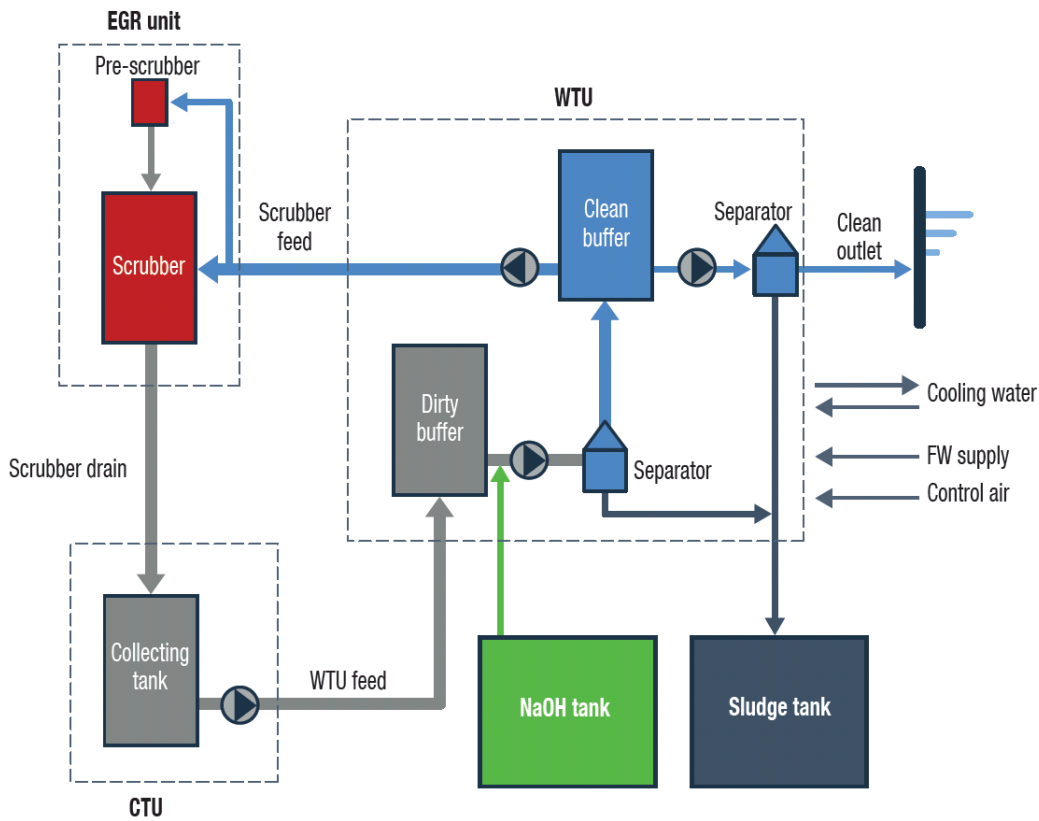 EGR unit
Pre-scrubber
Scrubber
Scrubber
feed
WTU
Clean
buffer
Separator
Clean
outlet
Dirty
buffer
Separator
Cooling water
FW supply
Control air
Scrubber drain
Collecting
tank
WTU feed
NaOH tank
Sludge tank
CTU